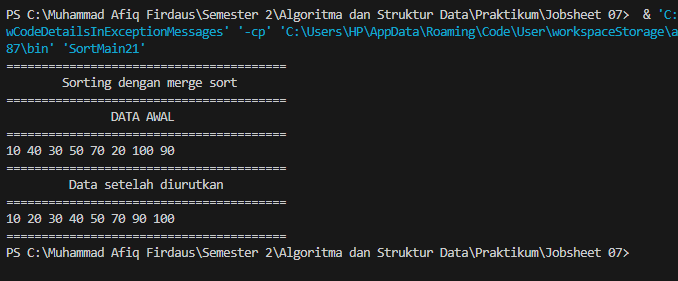 PS C:\Muhammad Afiq Firdaus\Semester 2\Algoritma dan Struktur Data\Praktikum\Jobsheet 07>  & 'C:
wCodeDetailsInExceptionMessages' '-cp' 'C:\Users\HP\AppData\Roaming\Code\User\workspaceStorage\a
87\bin' 'SortMain21'
========================================
Sorting dengan merge sort
========================================
DATA AWAL
========================================
10 40 30 50 70 20 100 90
========================================
Data setelah diurutkan
========================================
10 20 30 40 50 70 90 100
========================================
PS C:\Muhammad Afiq Firdaus\Semester 2\Algoritma dan Struktur Data\Praktikum\Jobsheet 07>